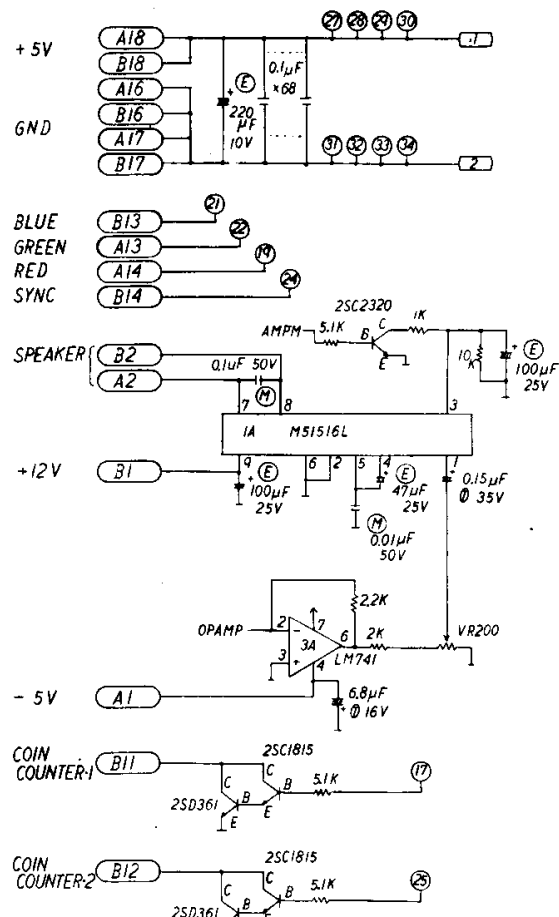 27 28 29 30
+5V A18 1
B18 E 0.1µF
A16 220 ×68
B16 µF
GND A17 10V
B17 31 32 33 34 2
BLUE B13 21
GREEN A13 22
RED A14 19
SYNC B14 24
2SC2320 1K
AMPM 5.1K B C E
SPEAKER B2 10K E
A2 0.1µF 50V 100µF
M 25V
7 8 3
1A M51516L
9 6 2 5 4 1
+12V B1 E 100µF 25V E 47µF 25V 0.15µF 35V
M 0.01µF 50V
2.2K
OPAMP 2 7 6 2K VR200
3 3A LM741
4
-5V A1 6.8µF
16V
COIN COUNTER·1 B11 2SC1815 17
C C B 5.1K
2SD361 B E
E
COIN COUNTER·2 B12 2SC1815 25
C C B 5.1K
2SD361 B